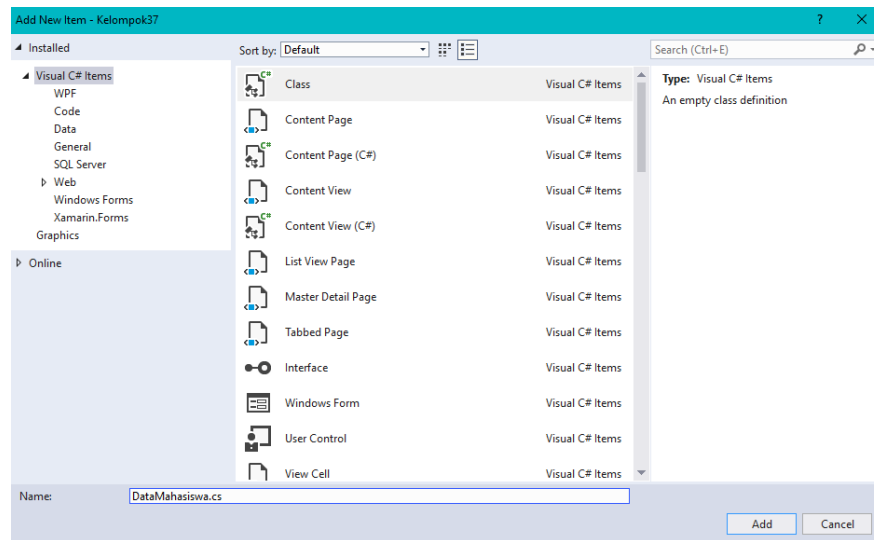 Add New Item - Kelompok37
? ×
Installed
Sort by: Default
Search (Ctrl+E)
Visual C# Items
WPF
Code
Data
General
SQL Server
Web
Windows Forms
Xamarin.Forms
Graphics
Online
C# Class Visual C# Items
Content Page Visual C# Items
C# Content Page (C#) Visual C# Items
Content View Visual C# Items
C# Content View (C#) Visual C# Items
List View Page Visual C# Items
Master Detail Page Visual C# Items
Tabbed Page Visual C# Items
Interface Visual C# Items
Windows Form Visual C# Items
User Control Visual C# Items
View Cell Visual C# Items
Type: Visual C# Items
An empty class definition
Name: DataMahasiswa.cs
Add Cancel